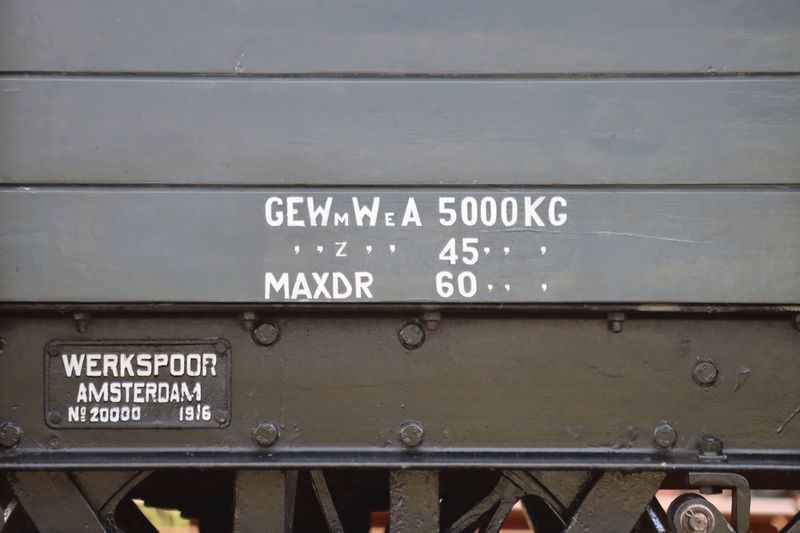 GEWMWEA 5000KG
,, Z ,, 45,, ,
MAXDR 60,, ,
WERKSPOOR
AMSTERDAM
No 20000 1916